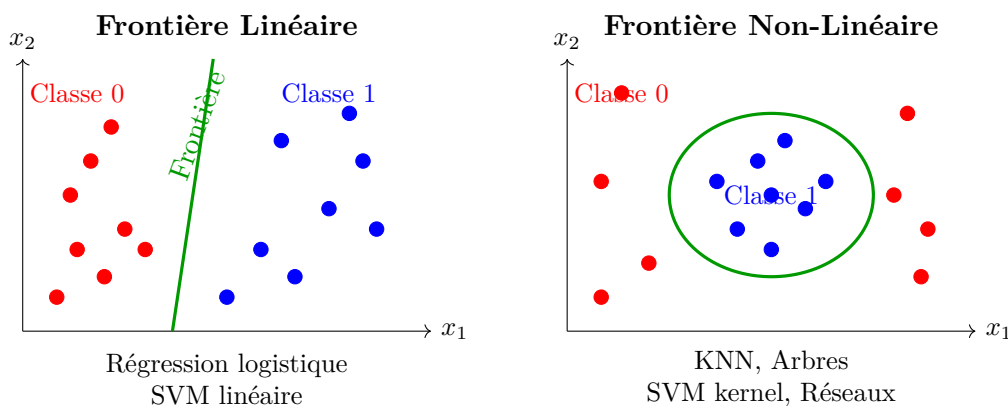 Frontière Linéaire
x₂
Classe 0
Frontière
Classe 1
x₁
Régression logistique
SVM linéaire
Frontière Non-Linéaire
x₂
Classe 0
Classe 1
x₁
KNN, Arbres
SVM kernel, Réseaux